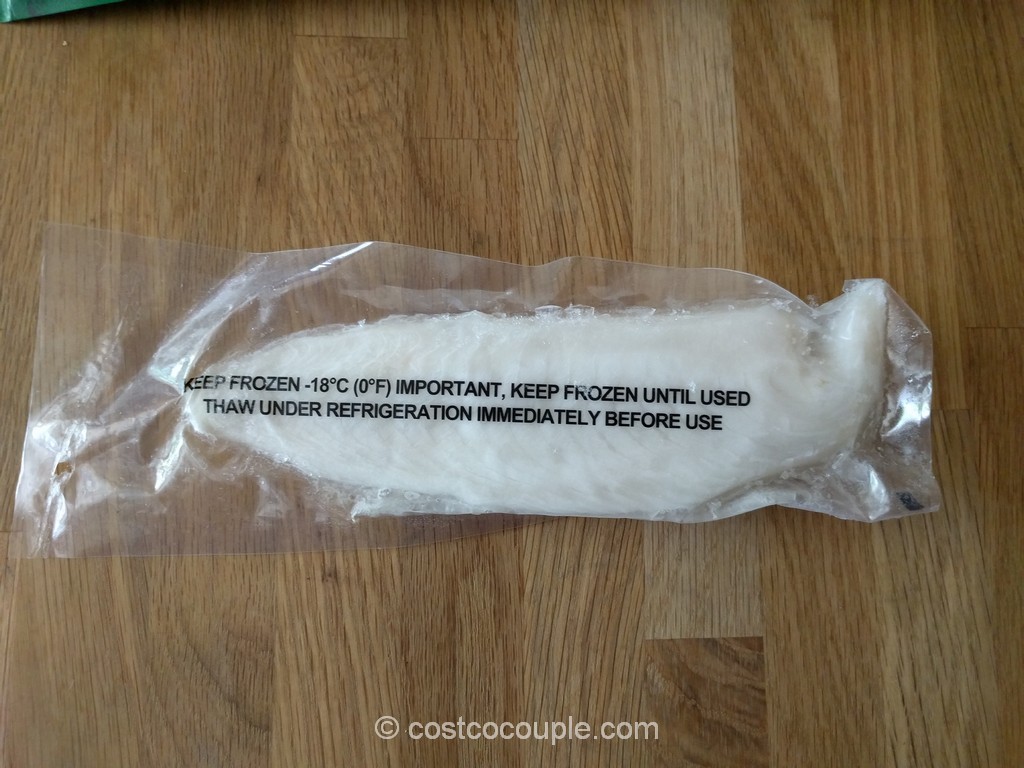 KEEP FROZEN -18°C (0°F) IMPORTANT, KEEP FROZEN UNTIL USED
THAW UNDER REFRIGERATION IMMEDIATELY BEFORE USE
© costcocouple.com